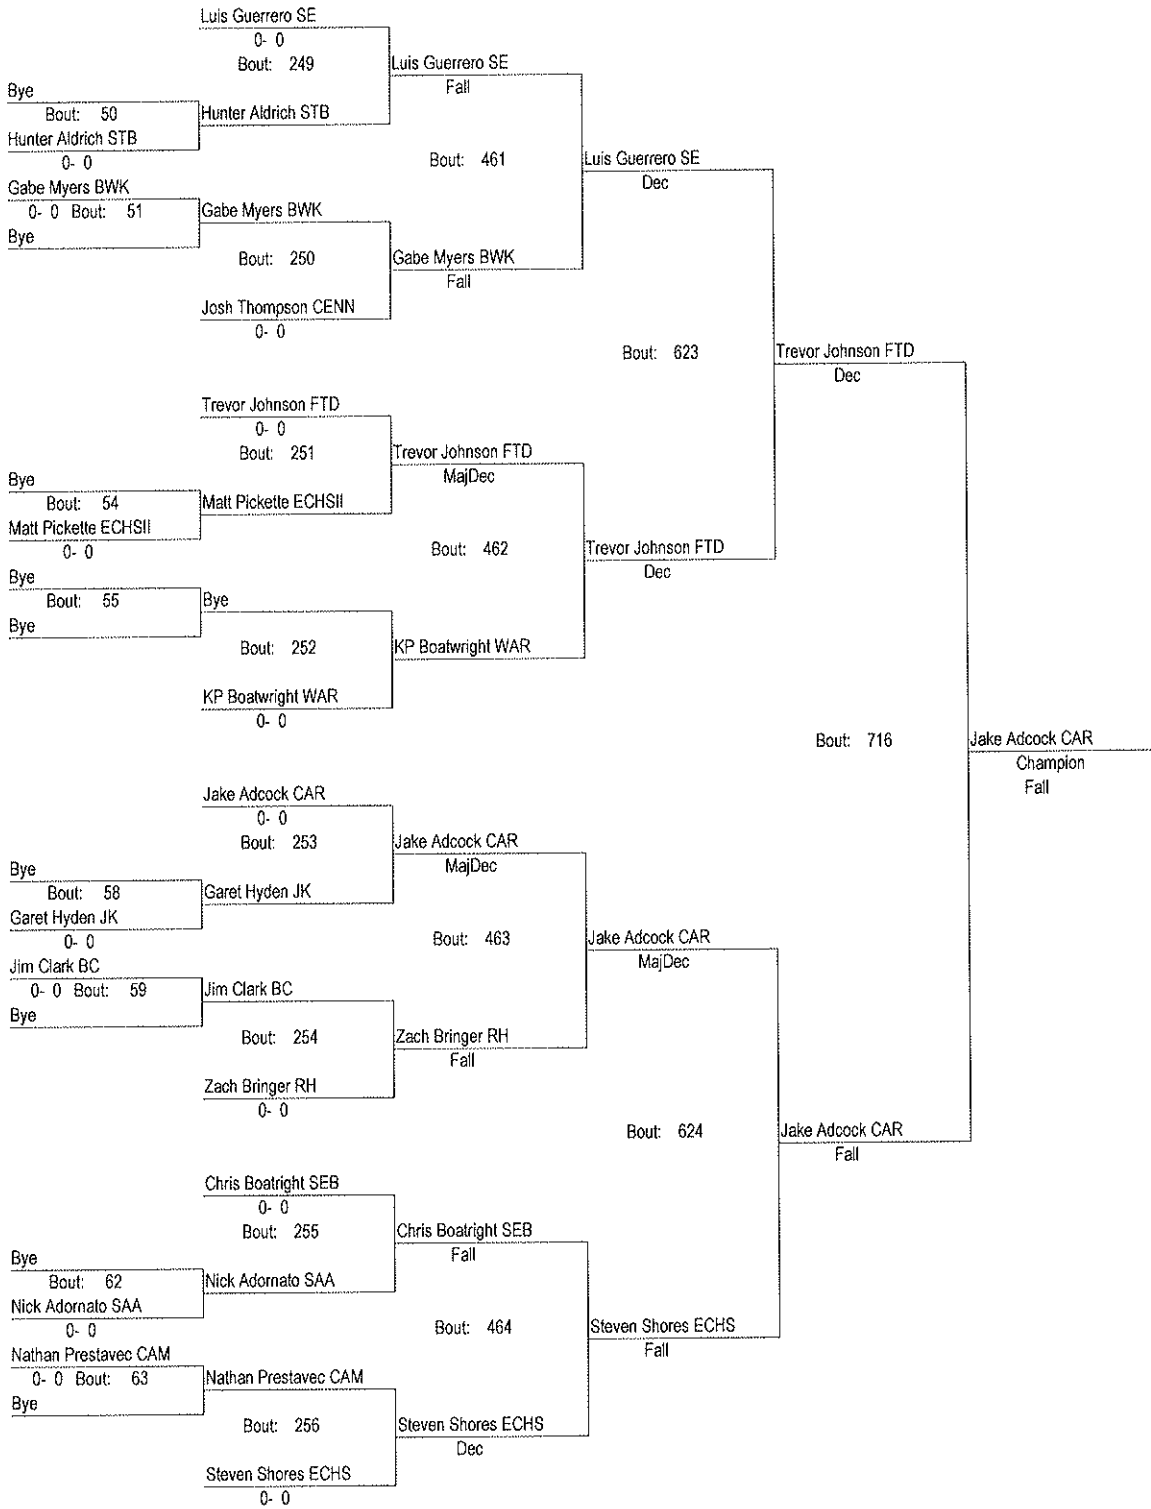 Luis Guerrero SE
0- 0
Bout: 249
Luis Guerrero SE
Fall
Bye
Bout: 50
Hunter Aldrich STB
Hunter Aldrich STB
0- 0
Bout: 461
Luis Guerrero SE
Dec
Gabe Myers BWK
0- 0 Bout: 51
Gabe Myers BWK
Bye
Bout: 250
Gabe Myers BWK
Fall
Josh Thompson CENN
0- 0
Bout: 623
Trevor Johnson FTD
Dec
Trevor Johnson FTD
0- 0
Bout: 251
Trevor Johnson FTD
MajDec
Bye
Bout: 54
Matt Pickette ECHSII
Matt Pickette ECHSII
0- 0
Bout: 462
Trevor Johnson FTD
Dec
Bye
Bout: 55
Bye
Bye
Bout: 252
KP Boatwright WAR
KP Boatwright WAR
0- 0
Bout: 716
Jake Adcock CAR
Champion
Fall
Jake Adcock CAR
0- 0
Bout: 253
Jake Adcock CAR
MajDec
Bye
Bout: 58
Garet Hyden JK
Garet Hyden JK
0- 0
Bout: 463
Jake Adcock CAR
MajDec
Jim Clark BC
0- 0 Bout: 59
Jim Clark BC
Bye
Bout: 254
Zach Bringer RH
Fall
Zach Bringer RH
0- 0
Bout: 624
Jake Adcock CAR
Fall
Chris Boatright SEB
0- 0
Bout: 255
Chris Boatright SEB
Fall
Bye
Bout: 62
Nick Adornato SAA
Nick Adornato SAA
0- 0
Bout: 464
Steven Shores ECHS
Fall
Nathan Prestavec CAM
0- 0 Bout: 63
Nathan Prestavec CAM
Bye
Bout: 256
Steven Shores ECHS
Dec
Steven Shores ECHS
0- 0